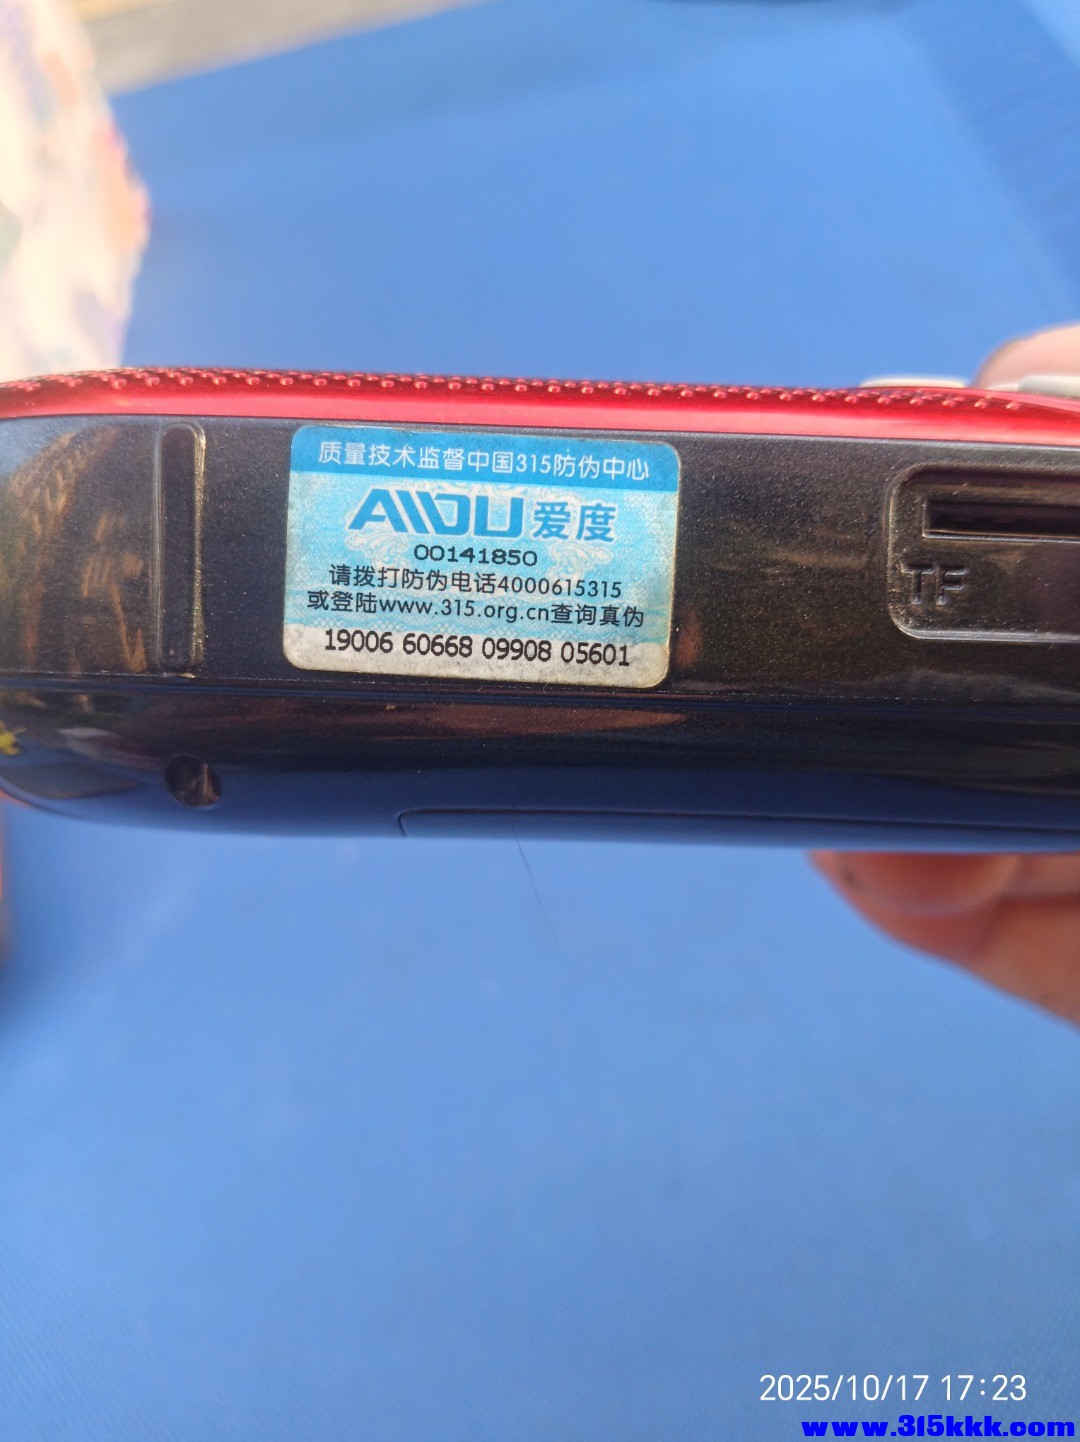 质量技术监督中国315防伪中心
AIDU爱度
00141850
请拨打防伪电话4000615315
或登陆www.315.org.cn查询真伪
19006 60668 09908 05601
TF
2025/10/17 17:23
www.315kkk.com